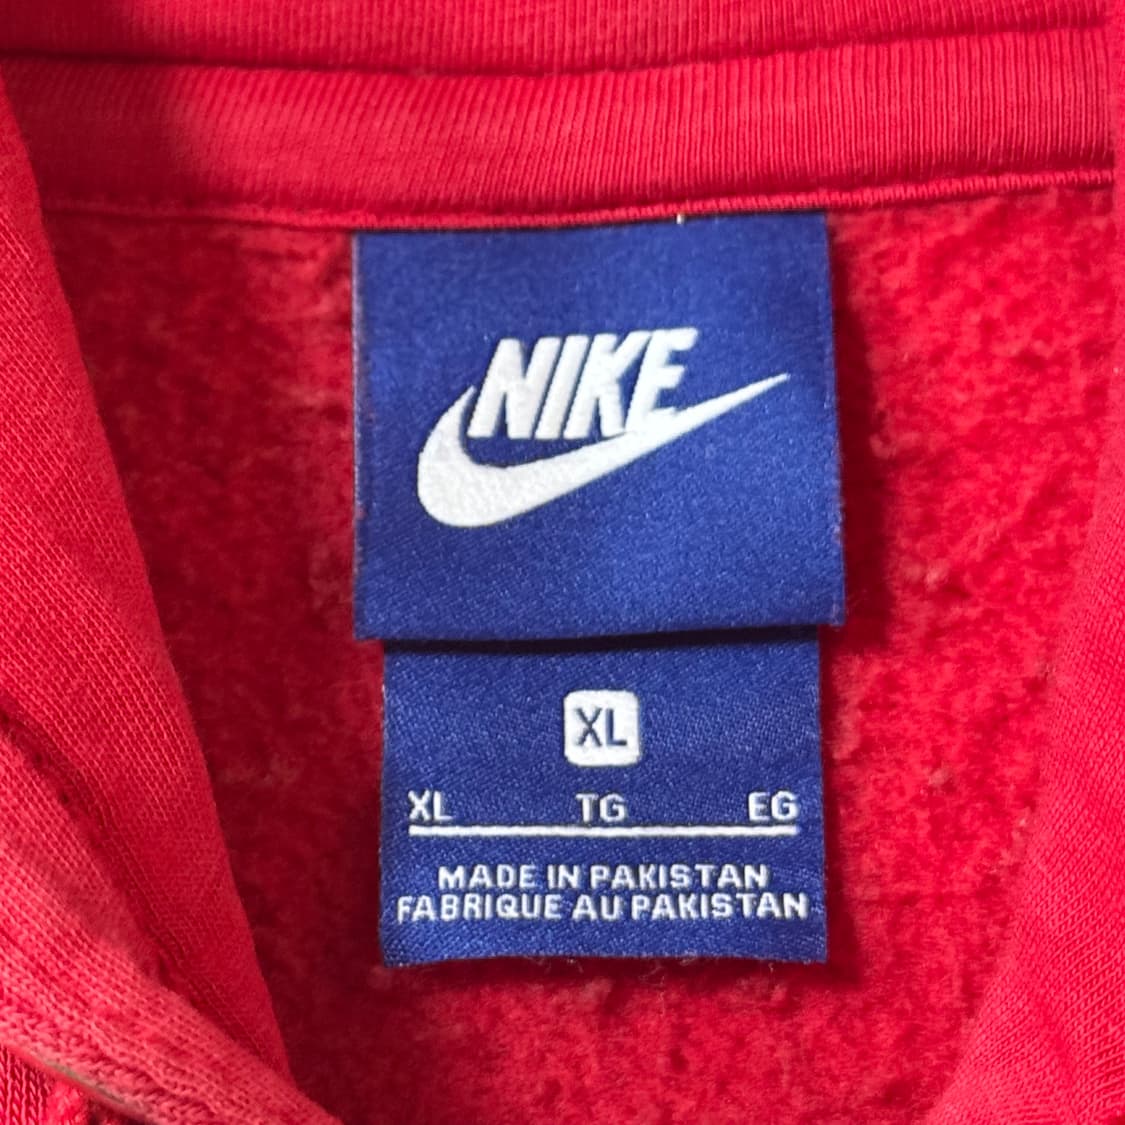 NIKE
XL
XL TG EG
MADE IN PAKISTAN
FABRIQUE AU PAKISTAN